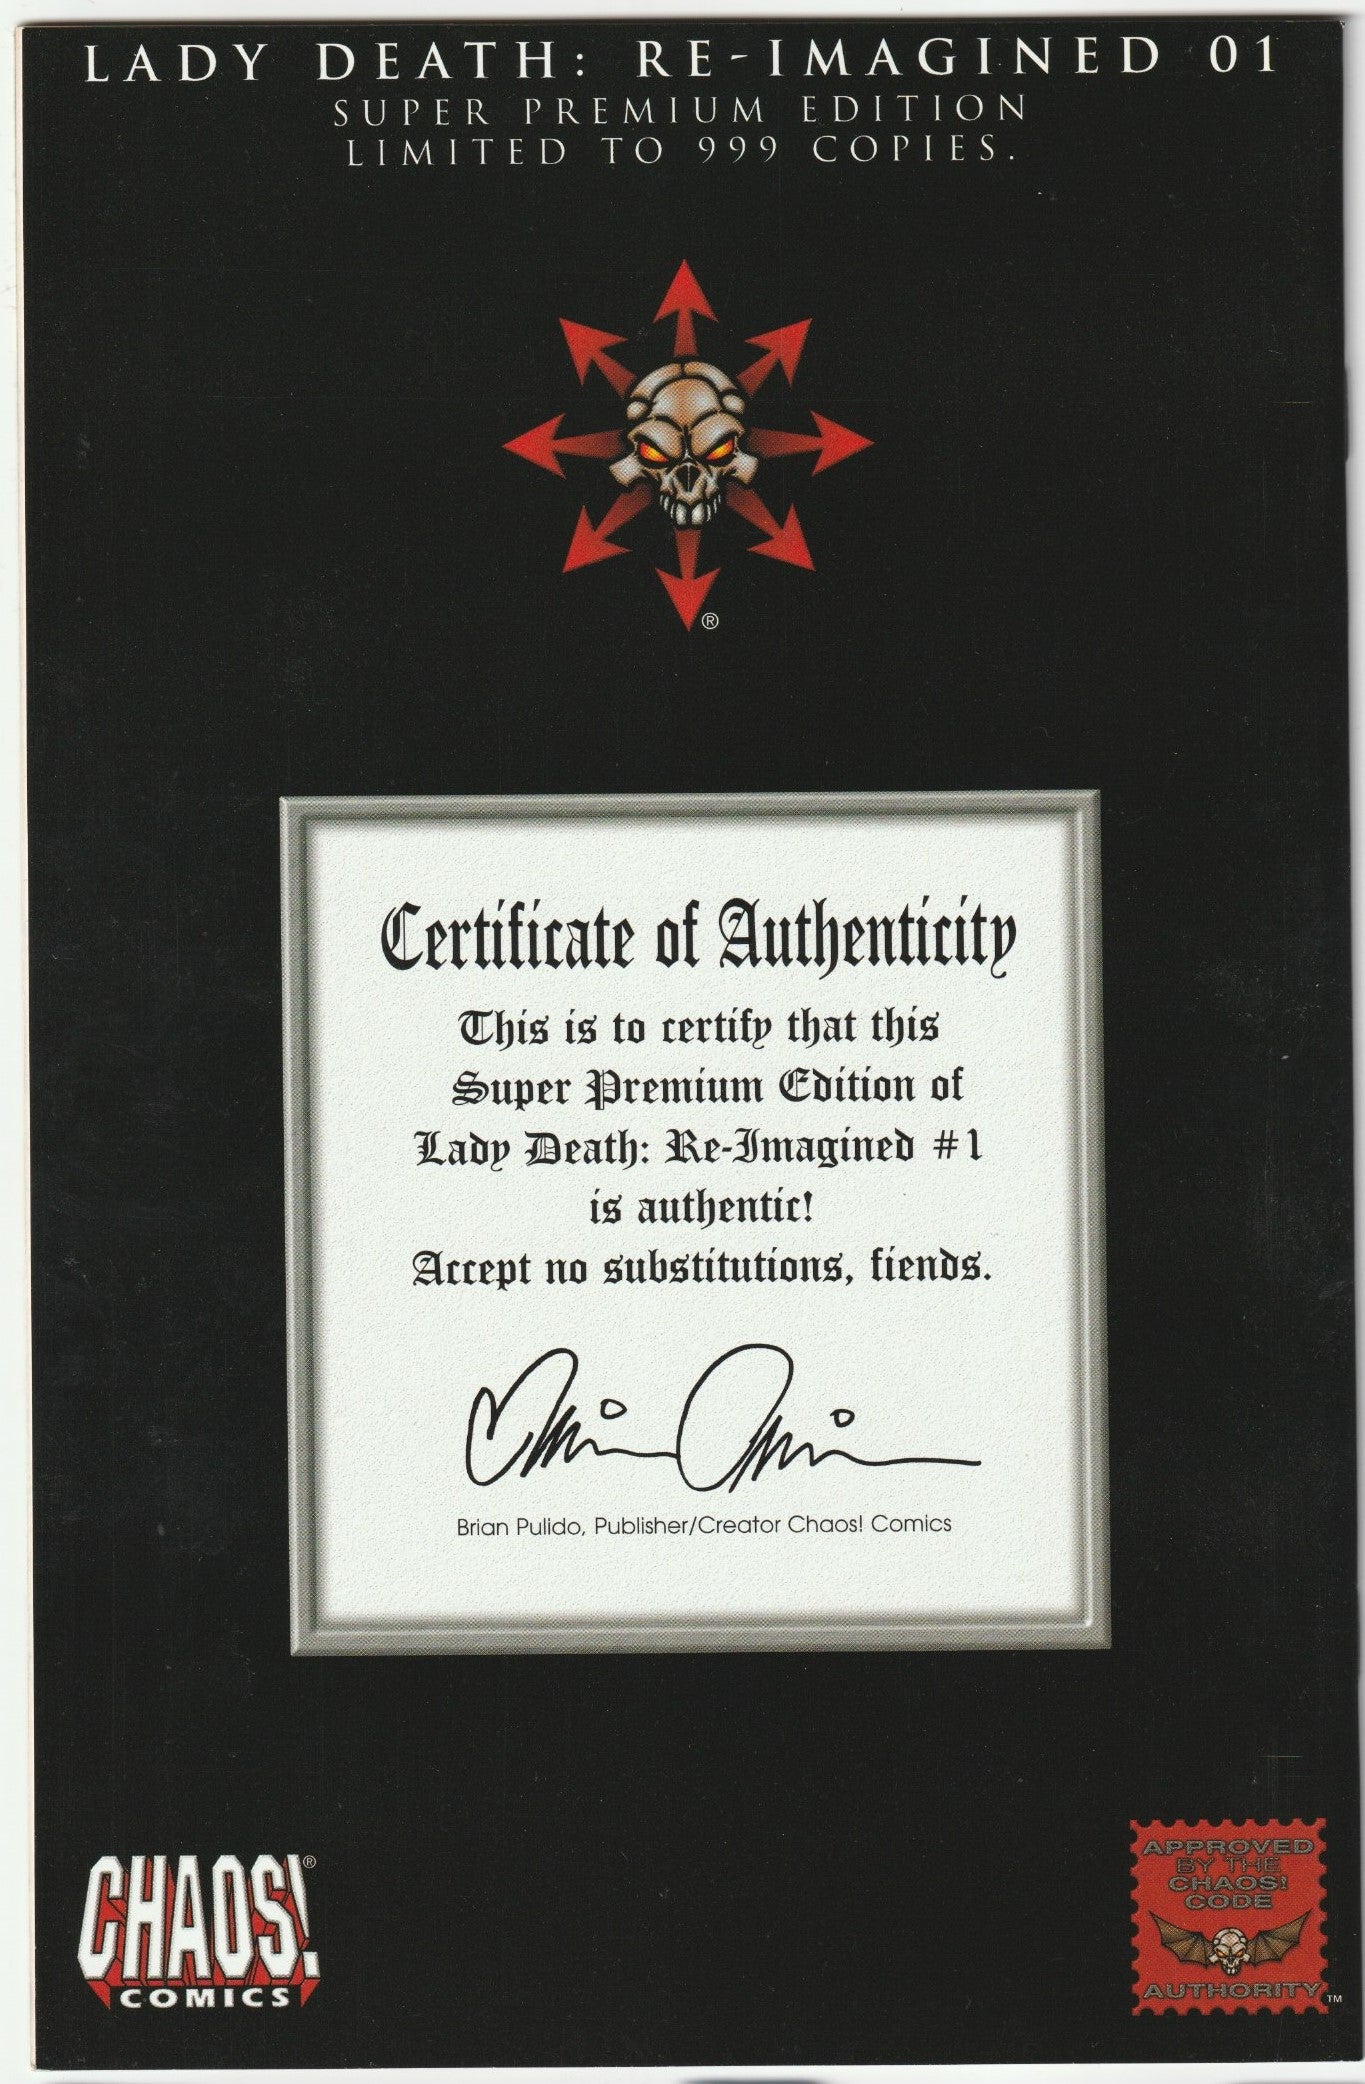 LADY DEATH: RE-IMAGINED 01
SUPER PREMIUM EDITION
LIMITED TO 999 COPIES.
®
Certificate of Authenticity
This is to certify that this
Super Premium Edition of
Lady Death: Re-Imagined #1
is authentic!
Accept no substitutions, fiends.
Brian Pulido, Publisher/Creator Chaos! Comics
CHAOS!®
COMICS
APPROVED
BY THE
CHAOS!
CODE
AUTHORITY™